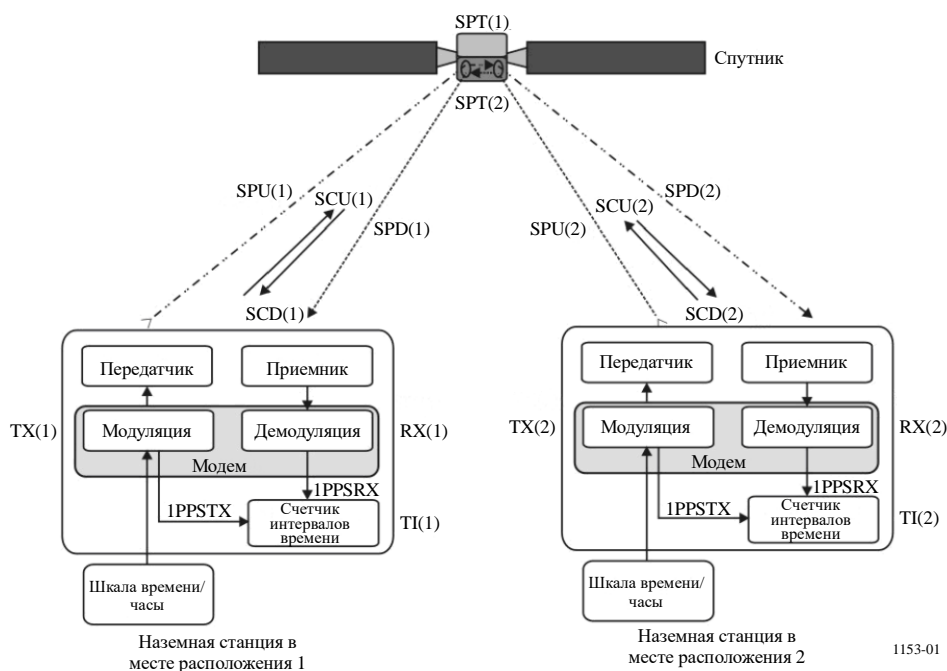 SPT(1)
Спутник
SPT(2)
SPU(1)
SCU(1)
SPD(1)
SCD(1)
SPD(2)
SCU(2)
SPU(2)
SCD(2)
Передатчик
Приемник
TX(1)
Модуляция
Демодуляция
RX(1)
Модем
1PPSRX
1PPSTX
Счетчик
интервалов
времени
TI(1)
Шкала времени/
часы
Наземная станция в
месте расположения 1
Передатчик
Приемник
TX(2)
Модуляция
Демодуляция
RX(2)
Модем
1PPSRX
1PPSTX
Счетчик
интервалов
времени
TI(2)
Шкала времени/
часы
Наземная станция в
месте расположения 2
1153-01